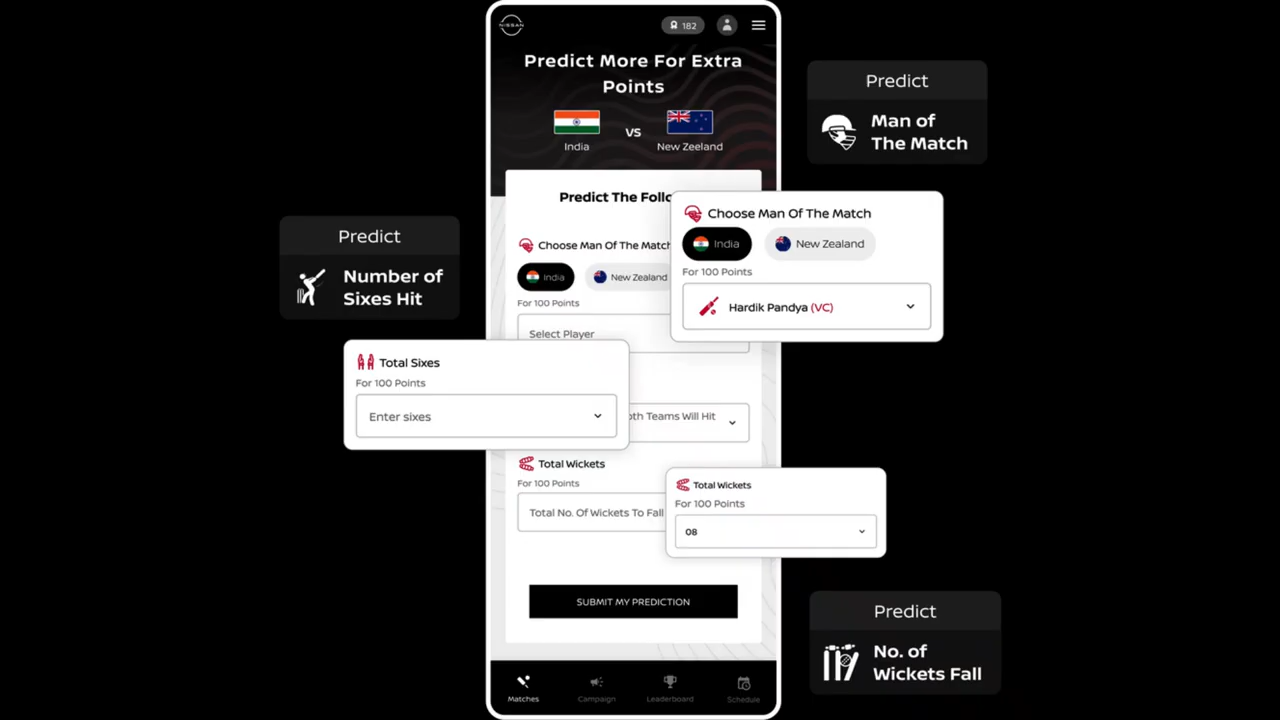 NISSAN
182
Predict More For Extra
Points
India
VS
New Zeeland
Predict The Follo
Choose Man Of The Match
India
New Zealand
For 100 Points
Select Player
oth Teams Will Hit
Total Wickets
For 100 Points
Total No. Of Wickets To Fall
SUBMIT MY PREDICTION
Matches
Campaign
Leaderboard
Schedule
Predict
Man of
The Match
Choose Man Of The Match
India
New Zealand
For 100 Points
Hardik Pandya (VC)
Predict
Number of
Sixes Hit
Total Sixes
For 100 Points
Enter sixes
Total Wickets
For 100 Points
08
Predict
No. of
Wickets Fall